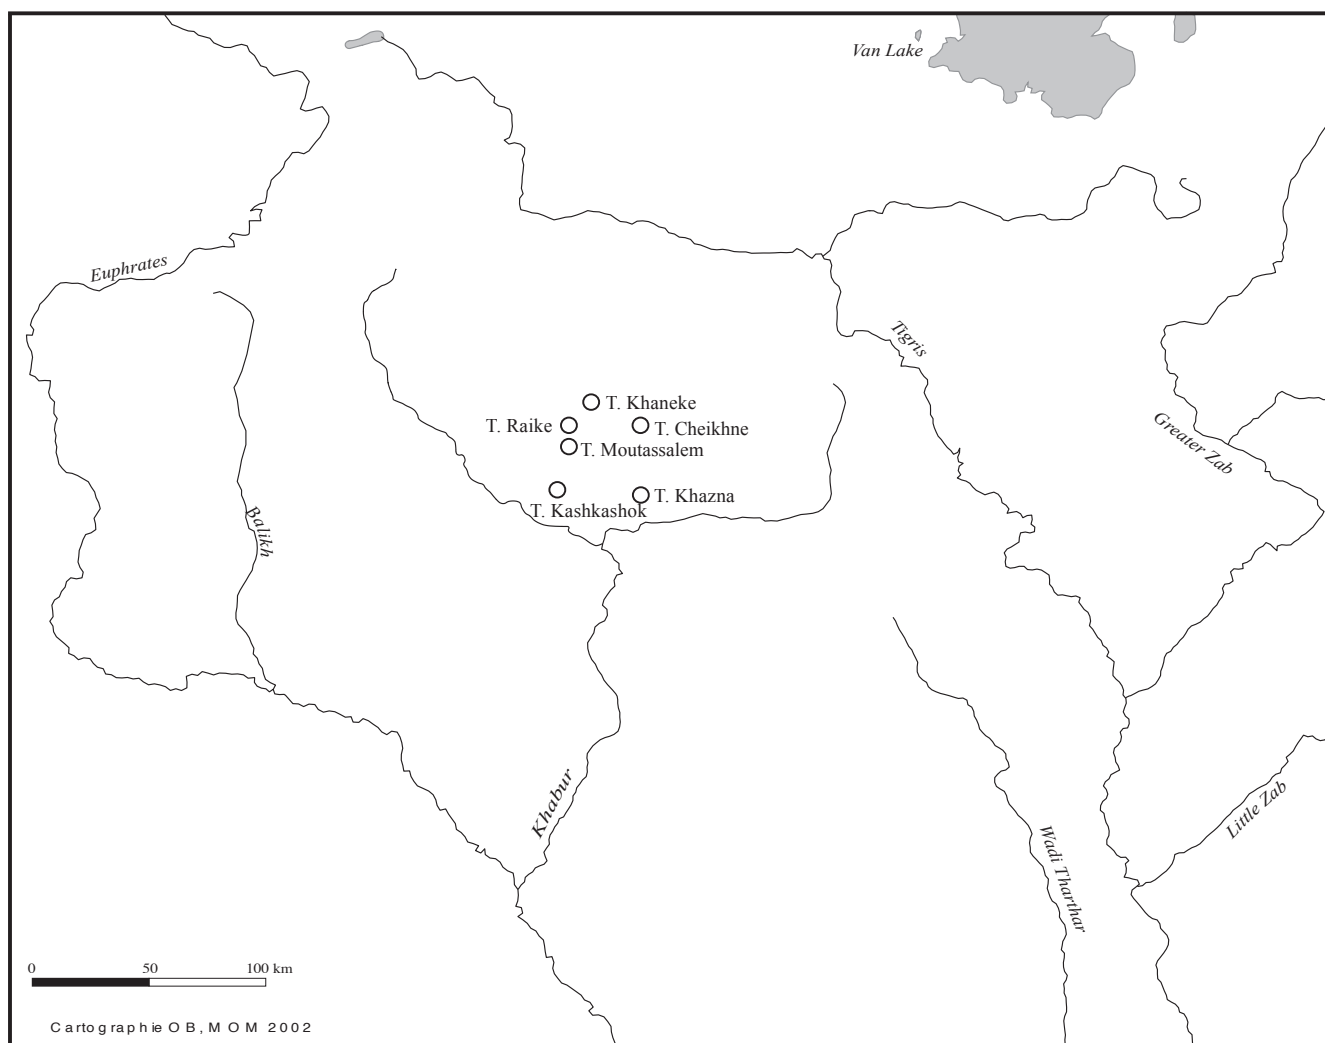 Van Lake
Euphrates
Tigris
T. Khaneke
T. Raike
T. Cheikhne
T. Moutassalem
Greater Zab
T. Khazna
T. Kashkashok
Balikh
Khabur
Little Zab
Wadi Tharthar
0 50 100 km
Cartographie OB, MOM 2002